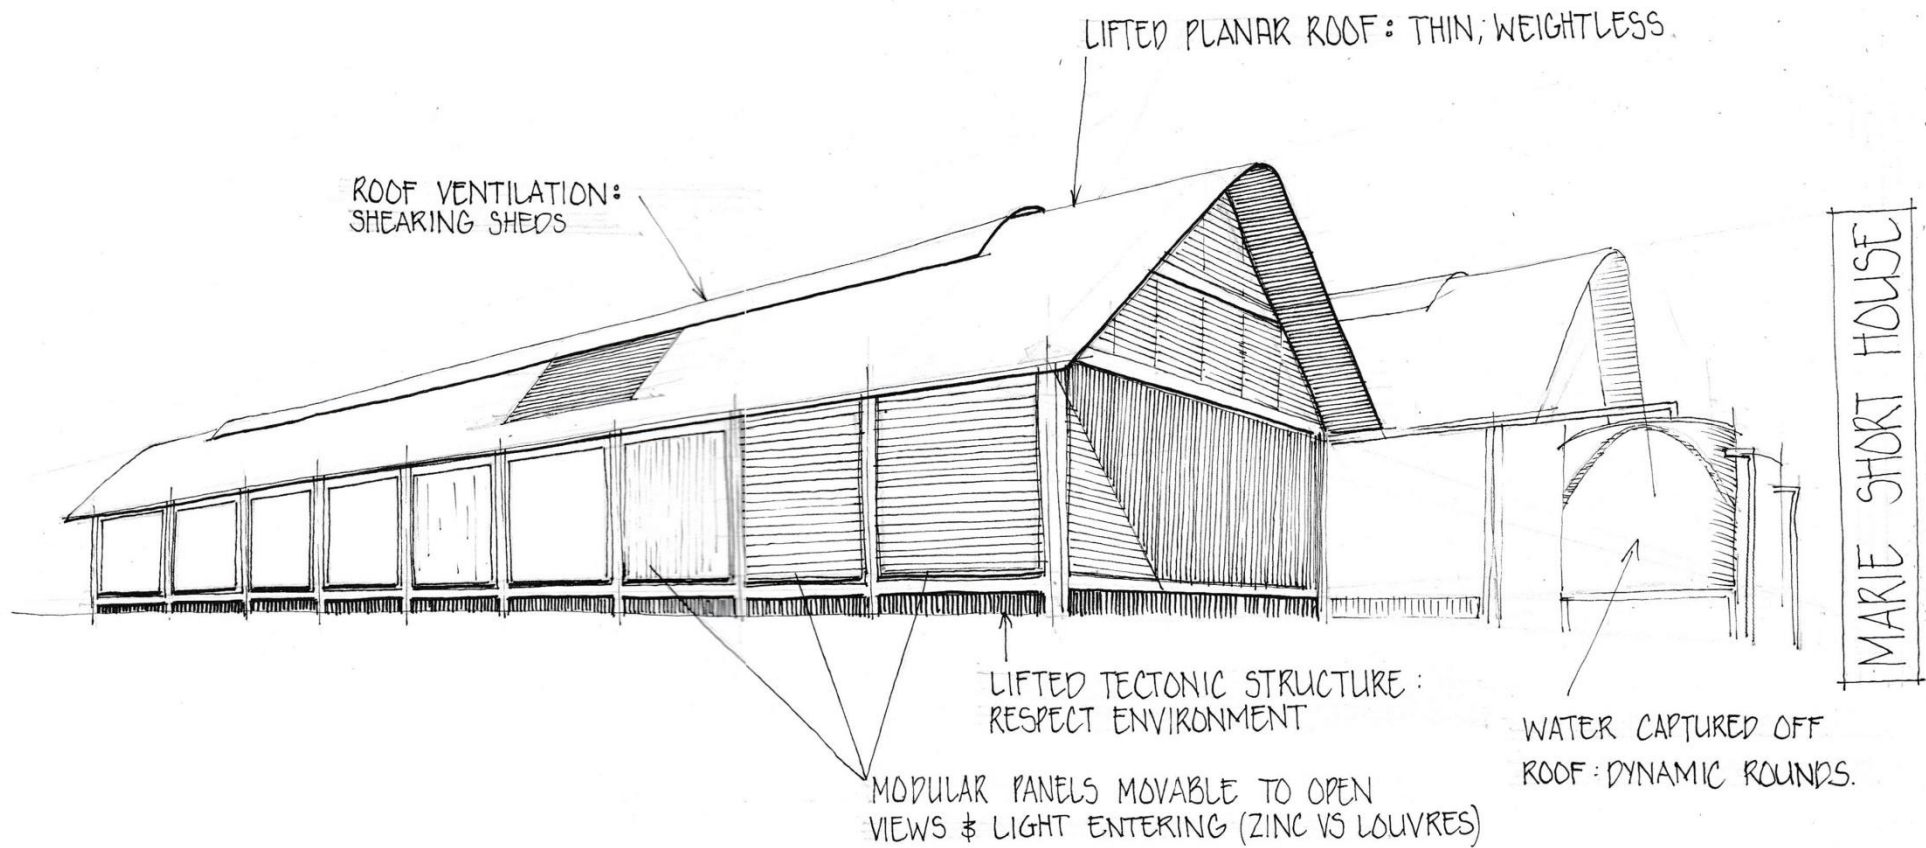 LIFTED PLANAR ROOF: THIN; WEIGHTLESS.
ROOF VENTILATION:
SHEARING SHEDS
MARIE SHORT HOUSE
LIFTED TECTONIC STRUCTURE:
RESPECT ENVIRONMENT
WATER CAPTURED OFF
ROOF: DYNAMIC ROUNDS.
MODULAR PANELS MOVABLE TO OPEN
VIEWS & LIGHT ENTERING (ZINC VS LOUVRES)